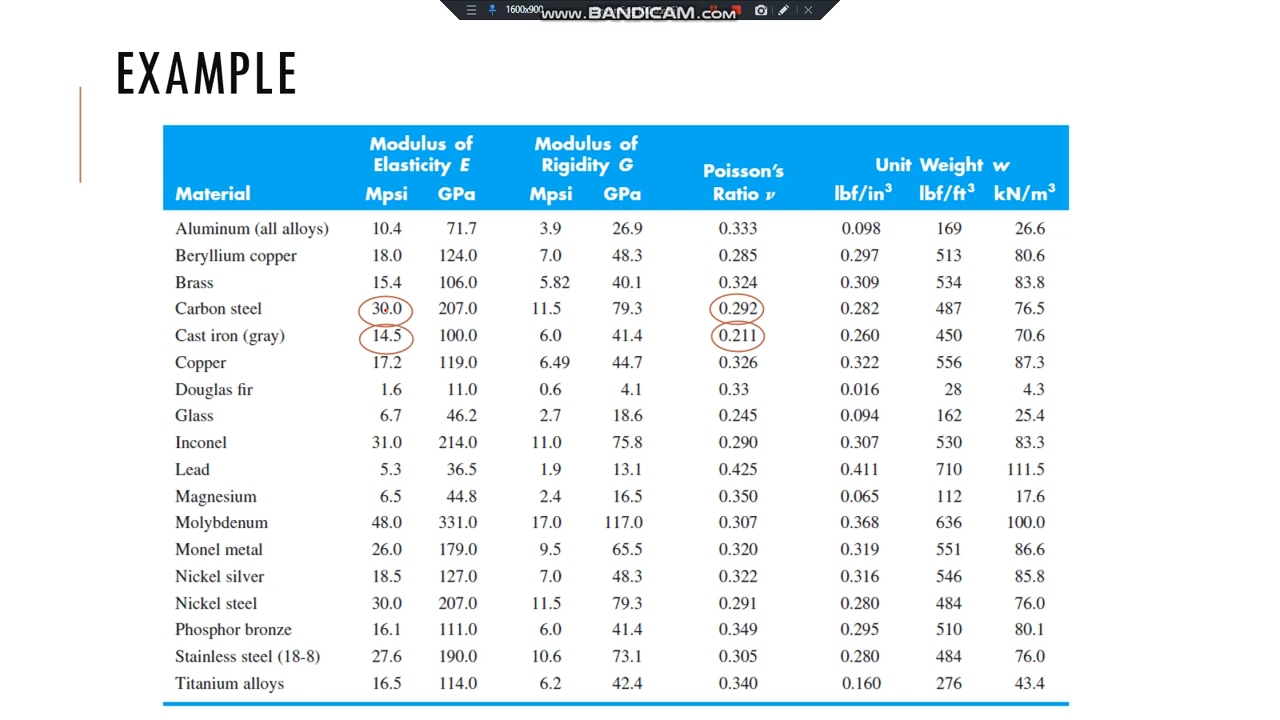 1600x900
www.BANDICAM.com
EXAMPLE
Modulus of Modulus of
Elasticity E Rigidity G Poisson's Unit Weight w
Material Mpsi GPa Mpsi GPa Ratio ν lbf/in³ lbf/ft³ kN/m³
Aluminum (all alloys) 10.4 71.7 3.9 26.9 0.333 0.098 169 26.6
Beryllium copper 18.0 124.0 7.0 48.3 0.285 0.297 513 80.6
Brass 15.4 106.0 5.82 40.1 0.324 0.309 534 83.8
Carbon steel 30.0 207.0 11.5 79.3 0.292 0.282 487 76.5
Cast iron (gray) 14.5 100.0 6.0 41.4 0.211 0.260 450 70.6
Copper 17.2 119.0 6.49 44.7 0.326 0.322 556 87.3
Douglas fir 1.6 11.0 0.6 4.1 0.33 0.016 28 4.3
Glass 6.7 46.2 2.7 18.6 0.245 0.094 162 25.4
Inconel 31.0 214.0 11.0 75.8 0.290 0.307 530 83.3
Lead 5.3 36.5 1.9 13.1 0.425 0.411 710 111.5
Magnesium 6.5 44.8 2.4 16.5 0.350 0.065 112 17.6
Molybdenum 48.0 331.0 17.0 117.0 0.307 0.368 636 100.0
Monel metal 26.0 179.0 9.5 65.5 0.320 0.319 551 86.6
Nickel silver 18.5 127.0 7.0 48.3 0.322 0.316 546 85.8
Nickel steel 30.0 207.0 11.5 79.3 0.291 0.280 484 76.0
Phosphor bronze 16.1 111.0 6.0 41.4 0.349 0.295 510 80.1
Stainless steel (18-8) 27.6 190.0 10.6 73.1 0.305 0.280 484 76.0
Titanium alloys 16.5 114.0 6.2 42.4 0.340 0.160 276 43.4